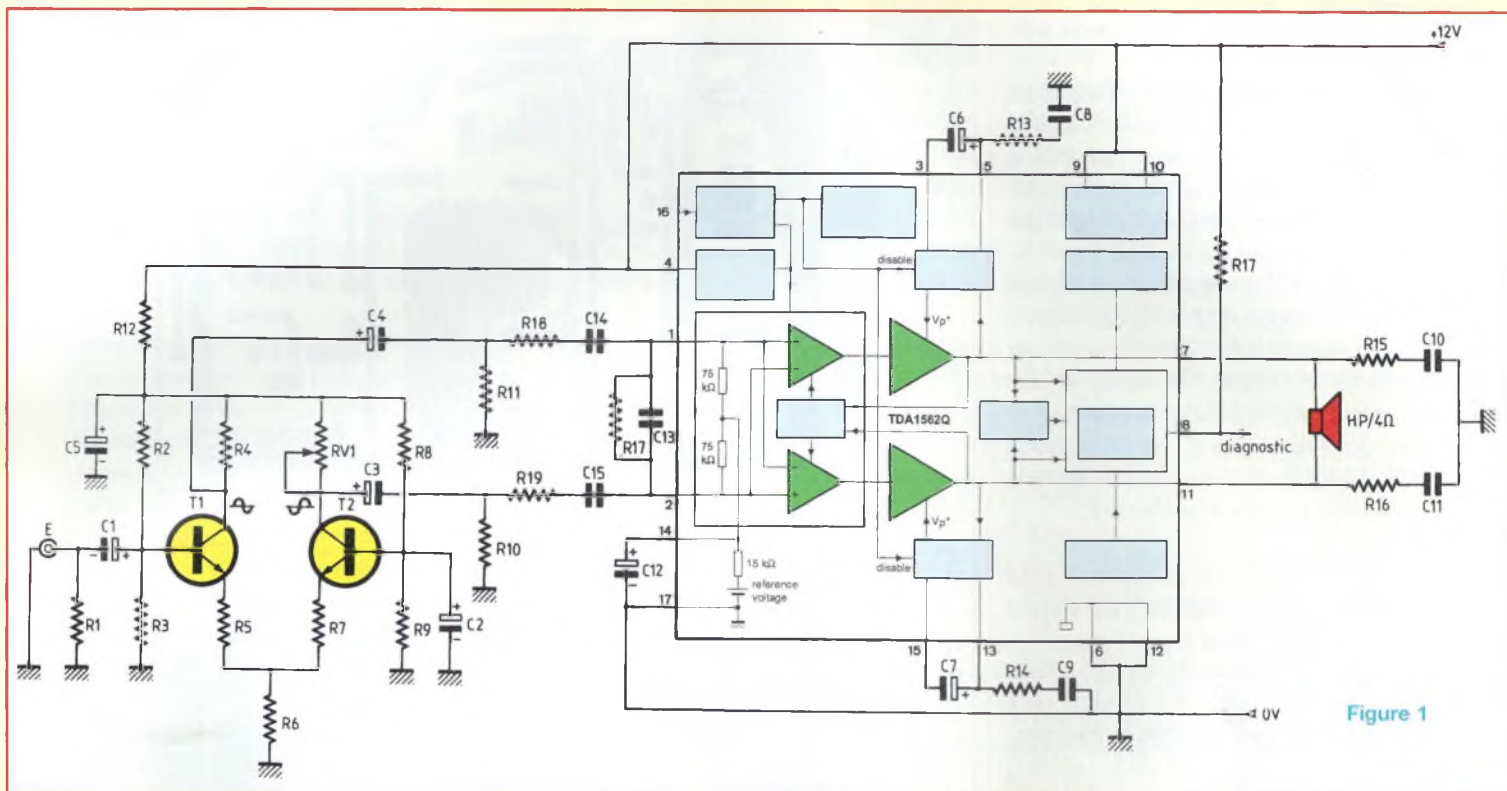 +12V
C6
R13
C8
3
5
9
10
16
disable
4
R17
R12
C4
R18
C14
1
Vp*
7
R15
C10
R11
75
kΩ
C5
R2
R4
RV1
R8
R17
C13
TDA1562Q
HP/4Ω
C3
75
kΩ
8
diagnostic
T1
T2
R19
C15
E
C1
2
11
R16
C11
R10
14
Vp*
15 kΩ
C12
disable
R1
R3
R5
R7
R9
C2
reference
voltage
17
15
13
6
12
C7
R14
C9
R6
0V
Figure 1